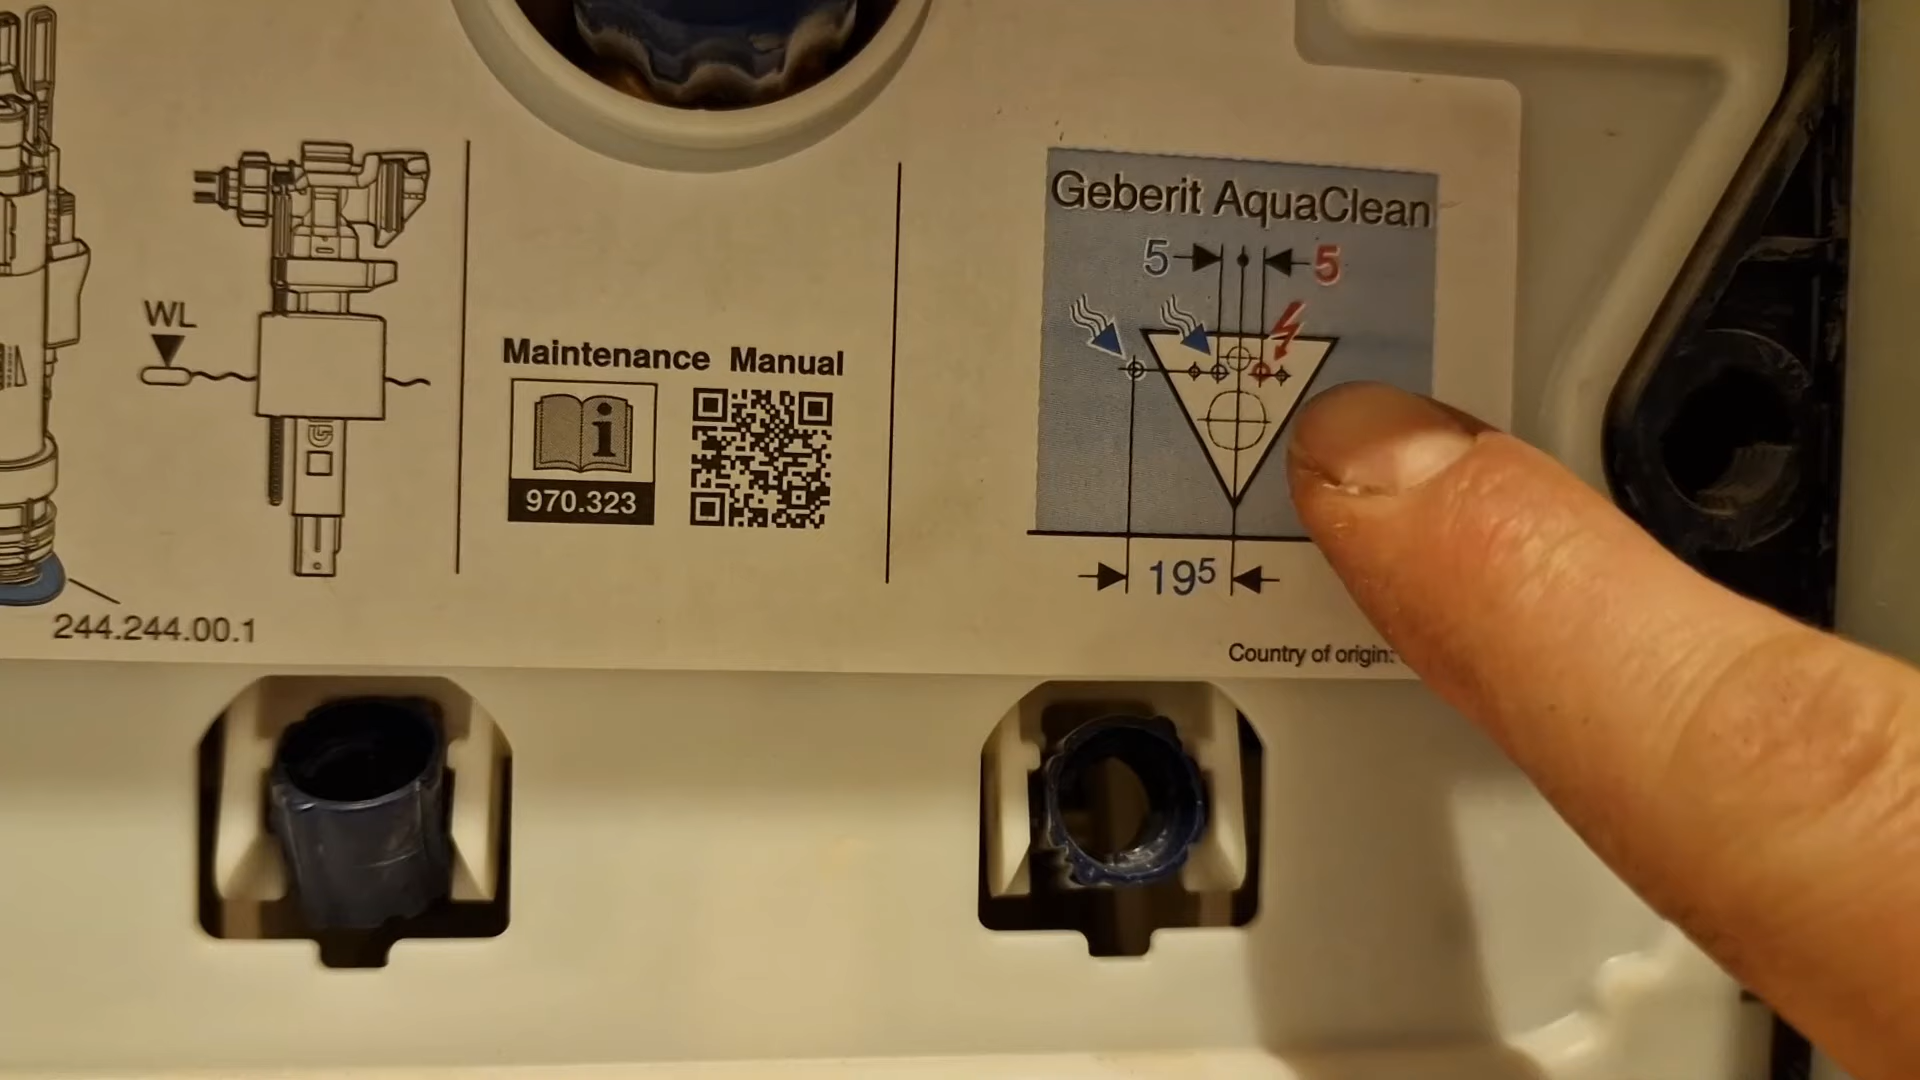 Geberit AquaClean
5 5
WL
Maintenance Manual
i
970.323
G
19⁵
244.244.00.1
Country of origin: